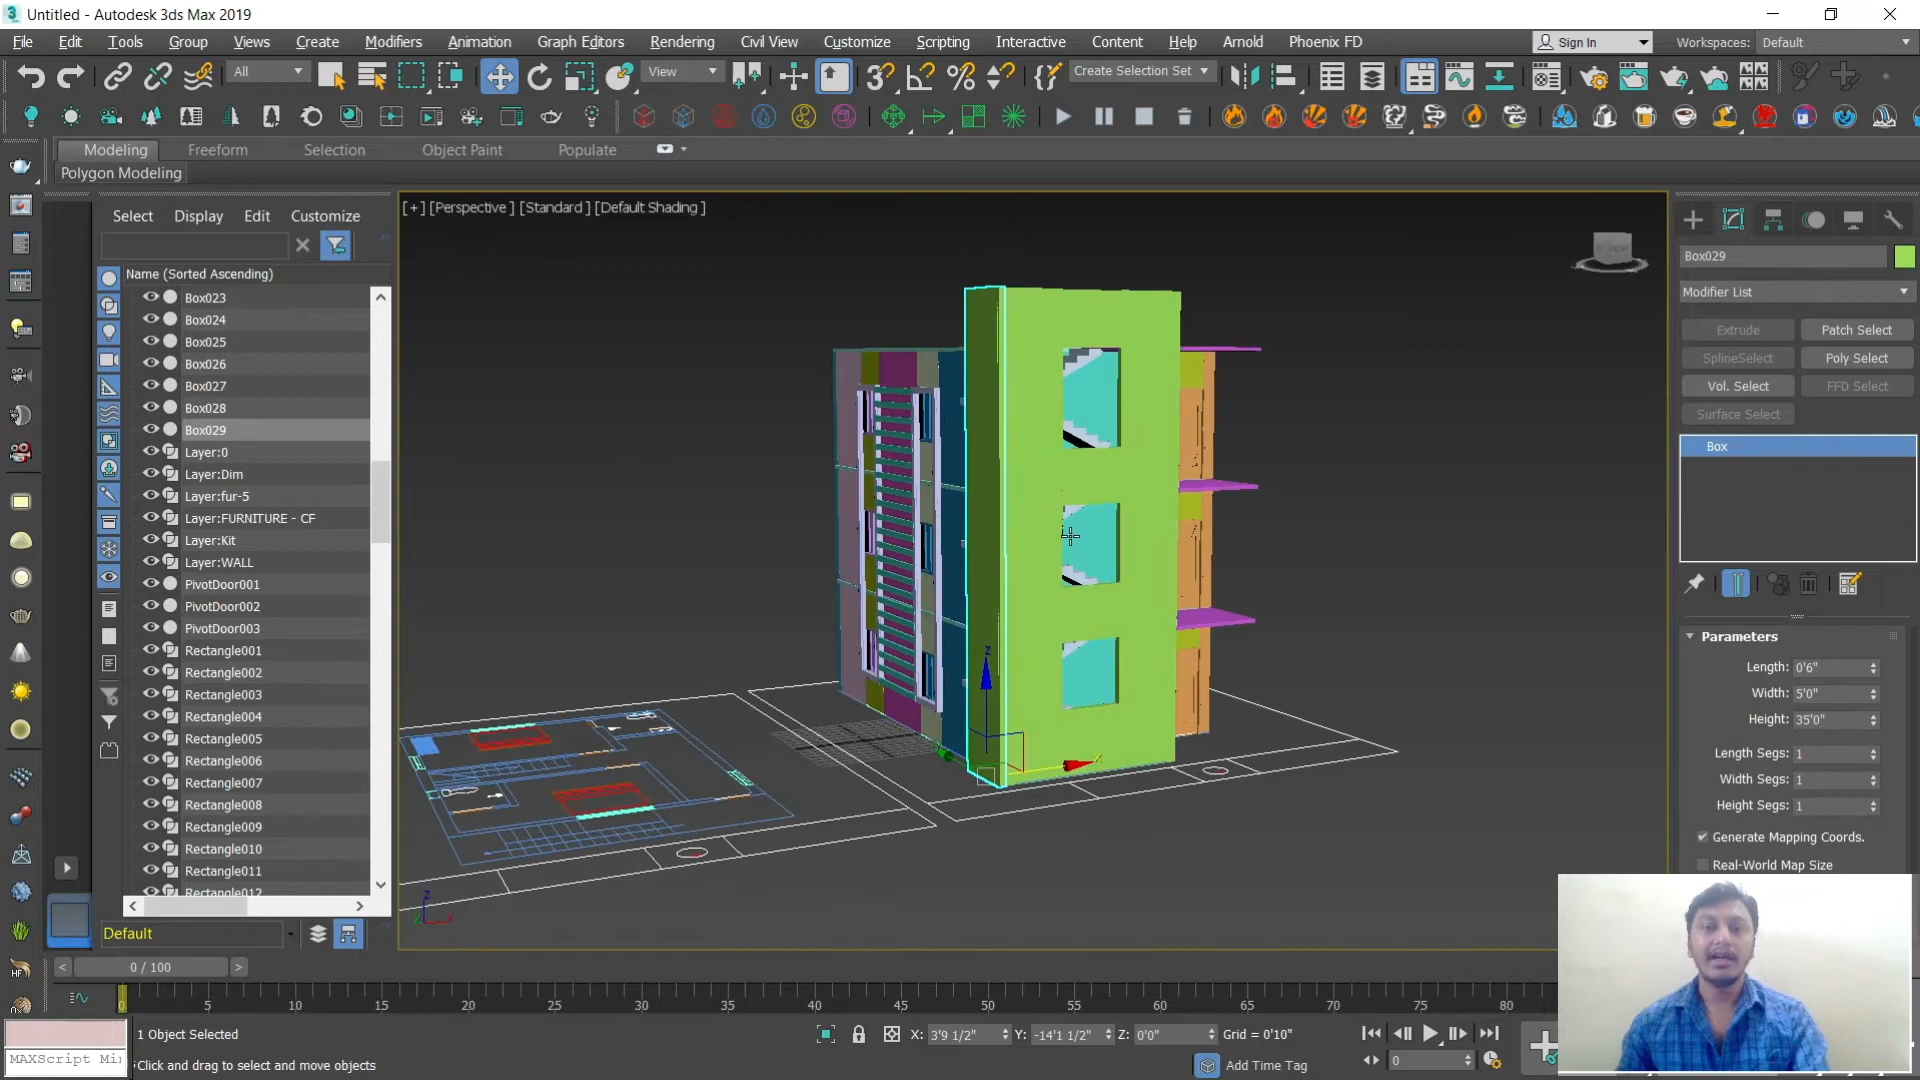 Untitled - Autodesk 3ds Max 2019
File Edit Tools Group Views Create Modifiers Animation Graph Editors Rendering Civil View Customize Scripting Interactive Content Help Arnold Phoenix FD Sign In Workspaces: Default
All View Create Selection Set
Modeling Freeform Selection Object Paint Populate
Polygon Modeling
Select Display Edit Customize
[+] [Perspective ] [Standard ] [Default Shading ]
Name (Sorted Ascending)
Box023
Box024
Box025
Box026
Box027
Box028
Box029
Layer:0
Layer:Dim
Layer:fur-5
Layer:FURNITURE - CF
Layer:Kit
Layer:WALL
PivotDoor001
PivotDoor002
PivotDoor003
Rectangle001
Rectangle002
Rectangle003
Rectangle004
Rectangle005
Rectangle006
Rectangle007
Rectangle008
Rectangle009
Rectangle010
Rectangle011
Rectangle012
Default
Box029
Modifier List
Extrude Patch Select
SplineSelect Poly Select
Vol. Select FFD Select
Surface Select
Box
Parameters
Length: 0'6"
Width: 5'0"
Height: 35'0"
Length Segs: 1
Width Segs: 1
Height Segs: 1
Generate Mapping Coords.
Real-World Map Size
0 / 100
0 5 10 15 20 25 30 35 40 45 50 55 60 65 70 75 80
1 Object Selected
X: 3'9 1/2" Y: -14'1 1/2" Z: 0'0" Grid = 0'10"
MAXScript Mi
Click and drag to select and move objects
Add Time Tag
0